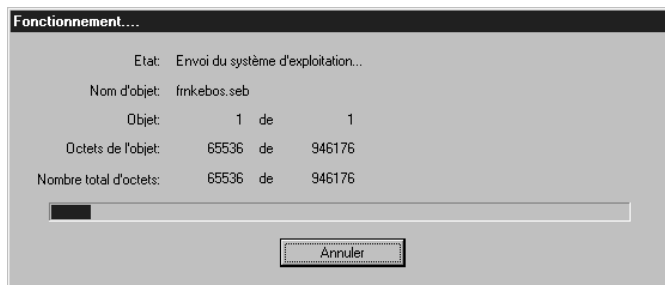 Fonctionnement....
Etat: Envoi du système d'exploitation...
Nom d'objet: frnkebos.seb
Objet: 1 de 1
Octets de l'objet: 65536 de 946176
Nombre total d'octets: 65536 de 946176
Annuler